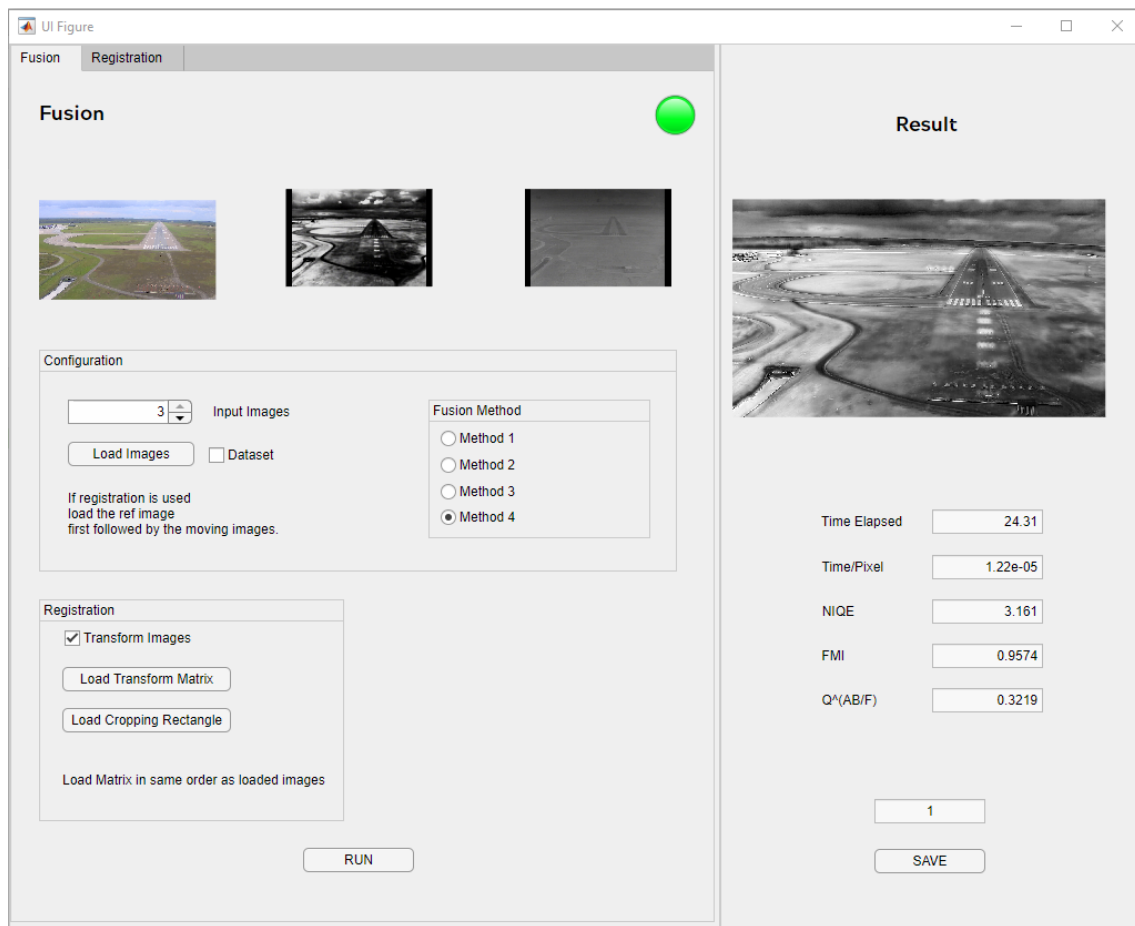 UI Figure
Fusion
Registration
Fusion
Result
Configuration
3
Input Images
Load Images
Dataset
If registration is used
load the ref image
first followed by the moving images.
Fusion Method
Method 1
Method 2
Method 3
Method 4
Registration
Transform Images
Load Transform Matrix
Load Cropping Rectangle
Load Matrix in same order as loaded images
RUN
Time Elapsed
24.31
Time/Pixel
1.22e-05
NIQE
3.161
FMI
0.9574
Q^(AB/F)
0.3219
1
SAVE